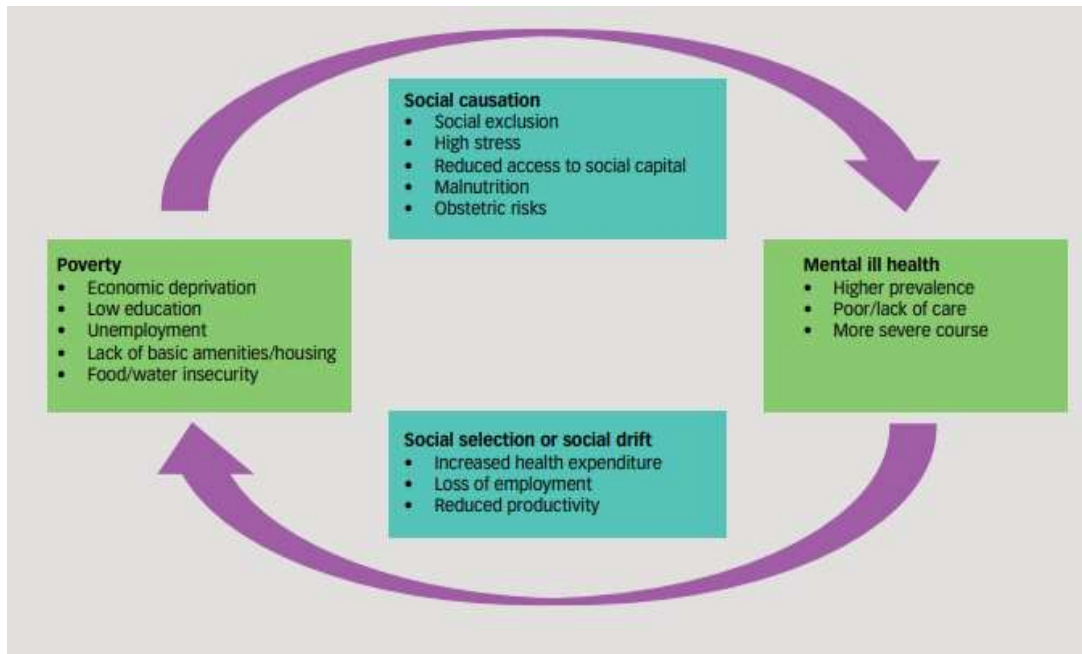 Social causation
• Social exclusion
• High stress
• Reduced access to social capital
• Malnutrition
• Obstetric risks
Poverty
• Economic deprivation
• Low education
• Unemployment
• Lack of basic amenities/housing
• Food/water insecurity
Mental ill health
• Higher prevalence
• Poor/lack of care
• More severe course
Social selection or social drift
• Increased health expenditure
• Loss of employment
• Reduced productivity